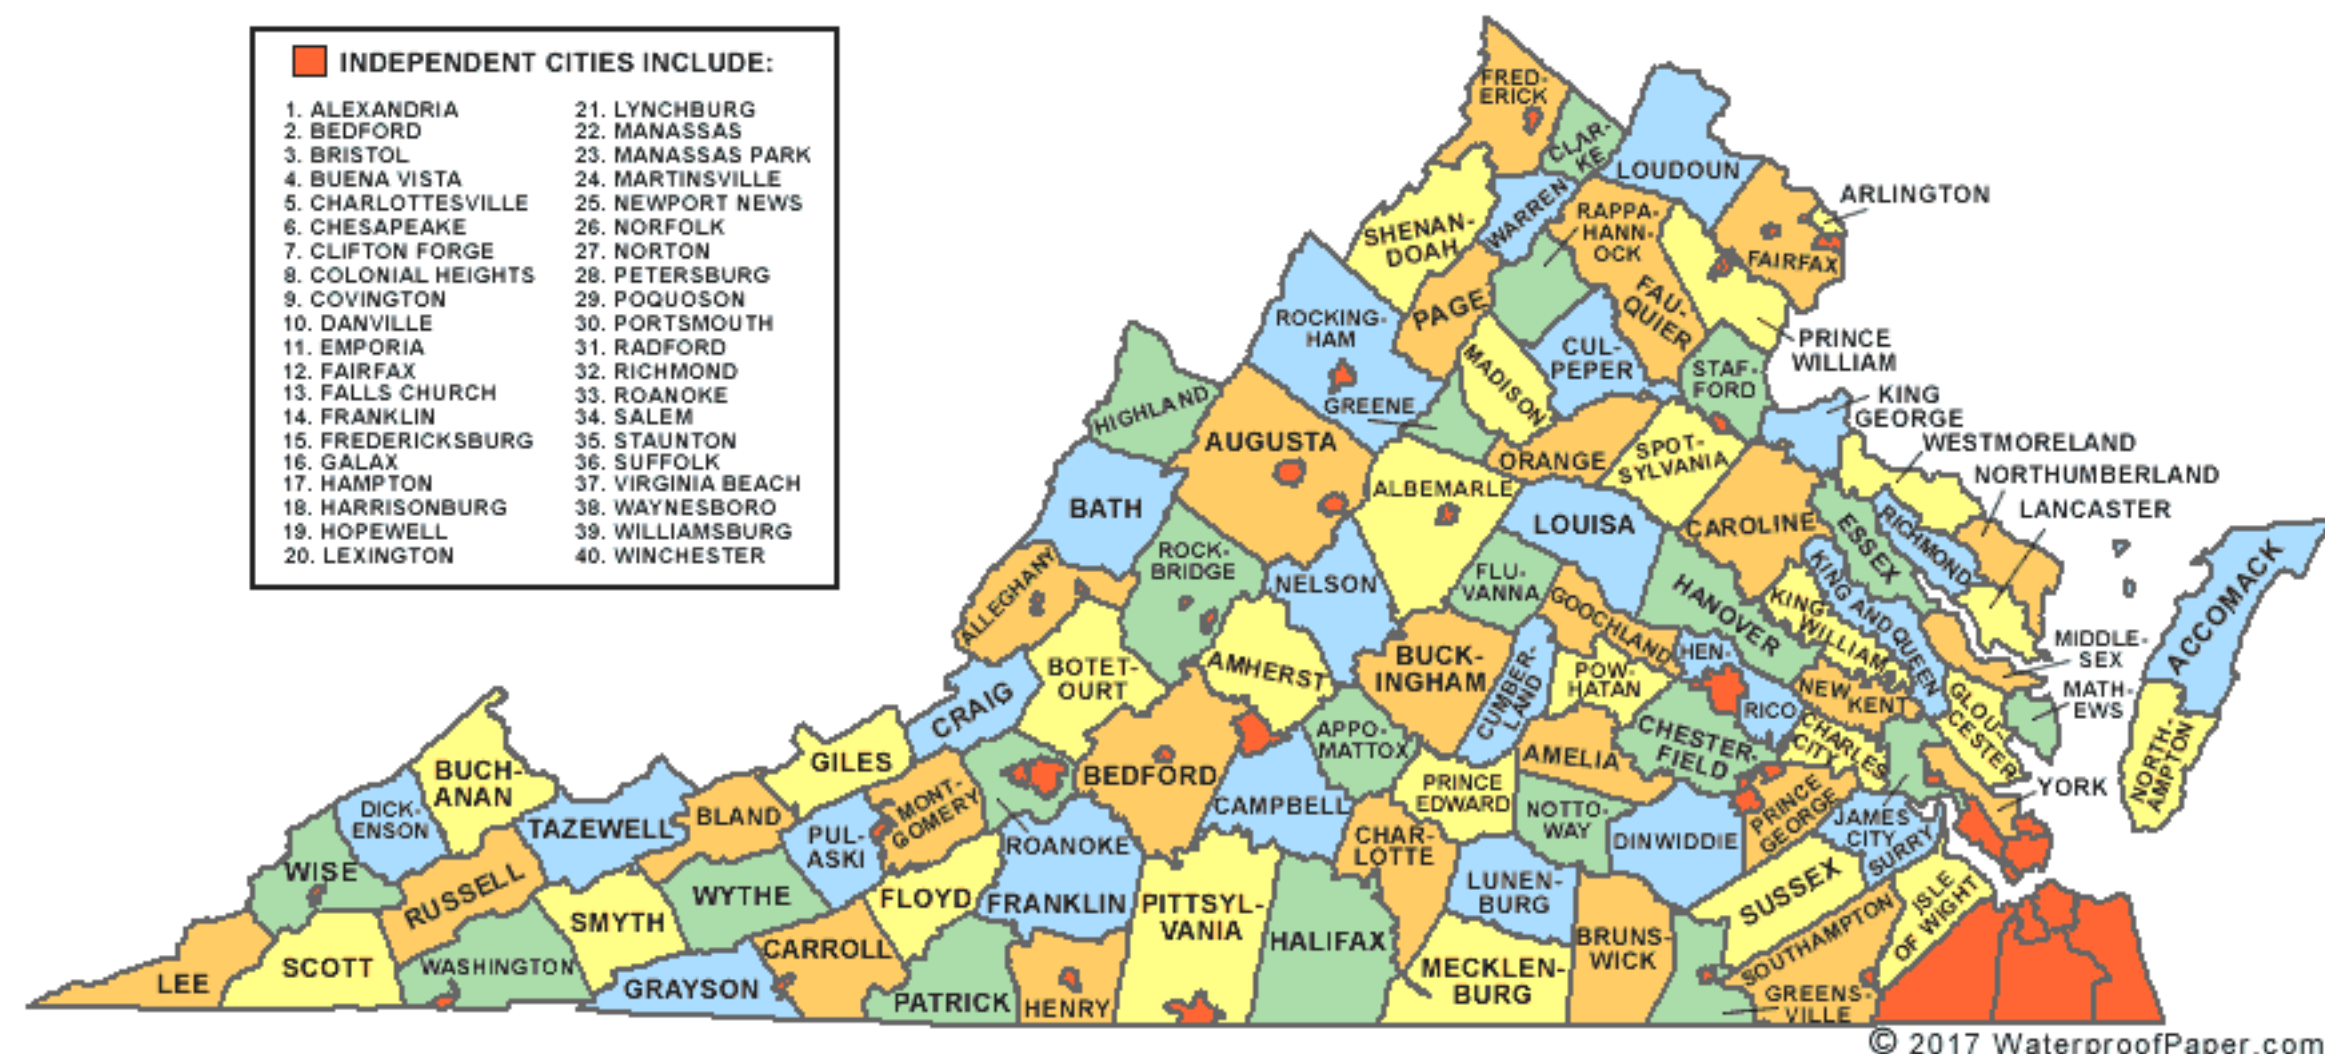 INDEPENDENT CITIES INCLUDE:
1. ALEXANDRIA
2. BEDFORD
3. BRISTOL
4. BUENA VISTA
5. CHARLOTTESVILLE
6. CHESAPEAKE
7. CLIFTON FORGE
8. COLONIAL HEIGHTS
9. COVINGTON
10. DANVILLE
11. EMPORIA
12. FAIRFAX
13. FALLS CHURCH
14. FRANKLIN
15. FREDERICKSBURG
16. GALAX
17. HAMPTON
18. HARRISONBURG
19. HOPEWELL
20. LEXINGTON
21. LYNCHBURG
22. MANASSAS
23. MANASSAS PARK
24. MARTINSVILLE
25. NEWPORT NEWS
26. NORFOLK
27. NORTON
28. PETERSBURG
29. POQUOSON
30. PORTSMOUTH
31. RADFORD
32. RICHMOND
33. ROANOKE
34. SALEM
35. STAUNTON
36. SUFFOLK
37. VIRGINIA BEACH
38. WAYNESBORO
39. WILLIAMSBURG
40. WINCHESTER
FRED-
ERICK
CLAR-
KE
LOUDOUN
ARLINGTON
WARREN
RAPPA-
HANN-
OCK
SHENAN-
DOAH
FAIRFAX
PAGE
FAU-
QUIER
ROCKING-
HAM
PRINCE
WILLIAM
CUL-
PEPER
MADISON
STAF-
FORD
KING
GEORGE
HIGHLAND
GREENE
WESTMORELAND
AUGUSTA
ORANGE
SPOT-
SYLVANIA
NORTHUMBERLAND
ALBEMARLE
BATH
LOUISA
CAROLINE
LANCASTER
ESSEX
RICHMOND
ROCK-
BRIDGE
NELSON
FLU-
VANNA
KING AND QUEEN
ACCOMACK
ALLEGHANY
GOOCHLAND
HANOVER
KING
WILLIAM
MIDDLE-
SEX
BOTET-
OURT
AMHERST
BUCK-
INGHAM
CUMBER-
LAND
POW-
HATAN
HEN-
RICO
NEW
KENT
GLOU-
CESTER
MATH-
EWS
CRAIG
APPO-
MATTOX
CHESTER-
FIELD
CHARLES
CITY
NORTH-
AMPTON
GILES
BEDFORD
AMELIA
BUCH-
ANAN
PRINCE
EDWARD
YORK
DICK-
ENSON
TAZEWELL
BLAND
PUL-
ASKI
MONT-
GOMERY
ROANOKE
CAMPBELL
CHAR-
LOTTE
NOTTO-
WAY
DINWIDDIE
PRINCE
GEORGE
JAMES
CITY
SURRY
WISE
RUSSELL
SMYTH
WYTHE
FLOYD
FRANKLIN
PITTSYL-
VANIA
HALIFAX
LUNEN-
BURG
SUSSEX
ISLE
OF WIGHT
LEE
SCOTT
WASHINGTON
GRAYSON
CARROLL
PATRICK
HENRY
MECKLEN-
BURG
BRUNS-
WICK
SOUTHAMPTON
GREENS-
VILLE
© 2017 WaterproofPaper.com